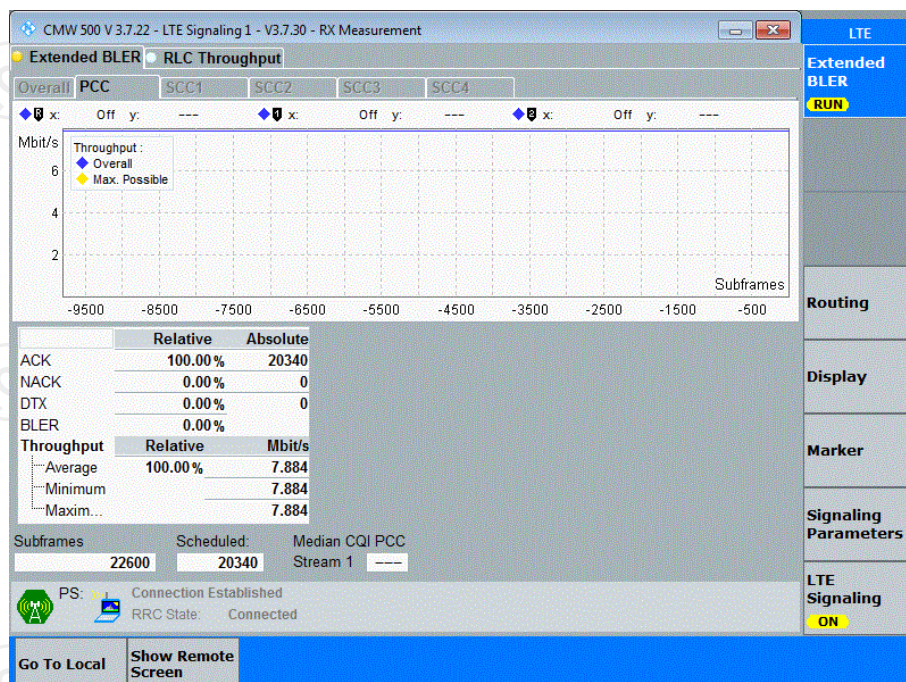 CMW 500 V 3.7.22 - LTE Signaling 1 - V3.7.30 - RX Measurement
LTE
Extended BLER RLC Throughput
Extended
BLER
RUN
Overall PCC SCC1 SCC2 SCC3 SCC4
R x: Off y: --- 1 x: Off y: --- 2 x: Off y: ---
Mbit/s
Throughput :
Overall
Max. Possible
6
4
2
Subframes
-9500 -8500 -7500 -6500 -5500 -4500 -3500 -2500 -1500 -500
Routing
Relative Absolute
ACK 100.00 % 20340
NACK 0.00 % 0
DTX 0.00 % 0
BLER 0.00 %
Display
Throughput Relative Mbit/s
Average 100.00 % 7.884
Minimum 7.884
Maxim... 7.884
Marker
Signaling
Parameters
Subframes Scheduled: Median CQI PCC
22600 20340 Stream 1 ---
LTE
Signaling
ON
PS: Connection Established
RRC State: Connected
Go To Local
Show Remote
Screen